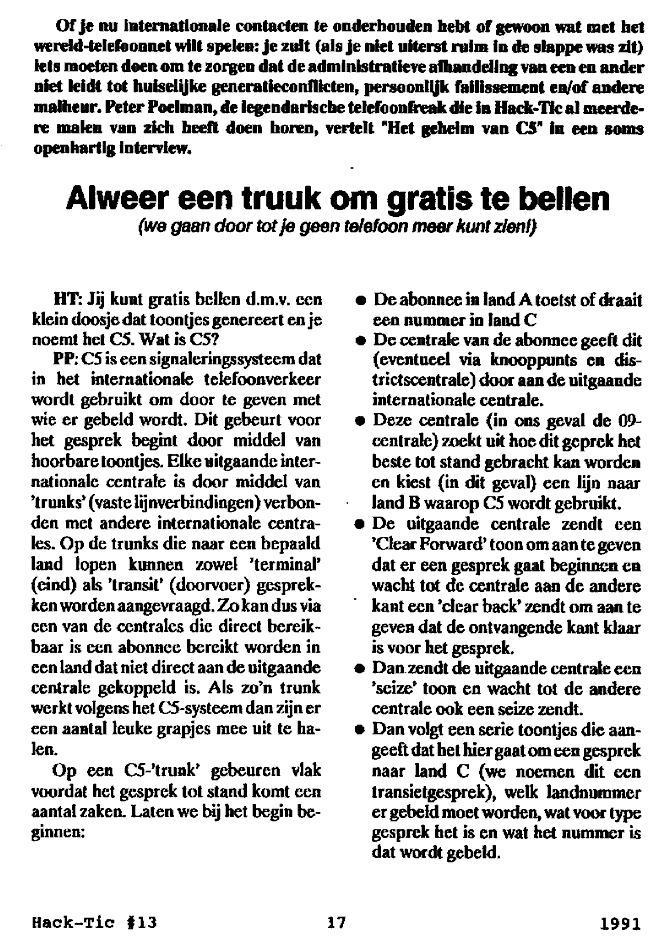 Of je nu internationale contacten te onderhouden hebt of gewoon wat met het
wereld-telefoonnet wilt spelen: je zult (als je niet uiterst ruim in de slappe was zit)
iets moeten doen om te zorgen dat de administratieve afhandeling van een en ander
niet leidt tot huiselijke generatieconflicten, persoonlijk faillissement en/of andere
malheur. Peter Poelman, de legendarische telefoonfreak die in Hack-Tic al meerde-
re malen van zich heeft doen horen, vertelt "Het geheim van C5" in een soms
openhartig interview.
Alweer een truuk om gratis te bellen
(we gaan door tot je geen telefoon meer kunt zien!)
HT: Jij kunt gratis bellen d.m.v. een
klein doosje dat toontjes genereert en je
noemt het C5. Wat is C5?
PP: C5 is een signaleringssysteem dat
in het internationale telefoonverkeer
wordt gebruikt om door te geven met
wie er gebeld wordt. Dit gebeurt voor
het gesprek begint door middel van
hoorbare toontjes. Elke uitgaande inter-
nationale centrale is door middel van
'trunks' (vaste lijnverbindingen) verbon-
den met andere internationale centra-
les. Op de trunks die naar een bepaald
land lopen kunnen zowel 'terminal'
(eind) als 'transit' (doorvoer) gesprek-
ken worden aangevraagd. Zo kan dus via
een van de centrales die direct bereik-
baar is een abonnee bereikt worden in
een land dat niet direct aan de uitgaande
centrale gekoppeld is. Als zo'n trunk
werkt volgens het C5-systeem dan zijn er
een aantal leuke grapjes mee uit te ha-
len.
Op een C5-'trunk' gebeuren vlak
voordat het gesprek tot stand komt een
aantal zaken. Laten we bij het begin be-
ginnen:
● De abonnee in land A toetst of draait
een nummer in land C
● De centrale van de abonnee geeft dit
(eventueel via knooppunts en dis-
trictscentrale) door aan de uitgaande
internationale centrale.
● Deze centrale (in ons geval de 09-
centrale) zoekt uit hoe dit geprek het
beste tot stand gebracht kan worden
en kiest (in dit geval) een lijn naar
land B waarop C5 wordt gebruikt.
● De uitgaande centrale zendt een
'Clear Forward' toon om aan te geven
dat er een gesprek gaat beginnen en
wacht tot de centrale aan de andere
kant een 'clear back' zendt om aan te
geven dat de ontvangende kant klaar
is voor het gesprek.
● Dan zendt de uitgaande centrale een
'seize' toon en wacht tot de andere
centrale ook een seize zendt.
● Dan volgt een serie toontjes die aan-
geeft dat het hier gaat om een gesprek
naar land C (we noemen dit een
transietgesprek), welk landnummer
er gebeld moet worden, wat voor type
gesprek het is en wat het nummer is
dat wordt gebeld.
Hack-Tic #13
17
1991